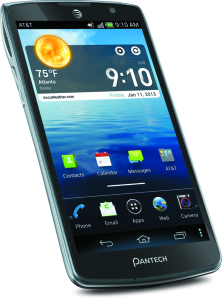 AT&T 9:10 AM
75°F
Atlanta
Sunny
9:10
AccuWeather.com
Friday, Jun 11, 2013
Contacts Calendar Messages AT&T
Phone Email Apps Web Camera
PANTECH